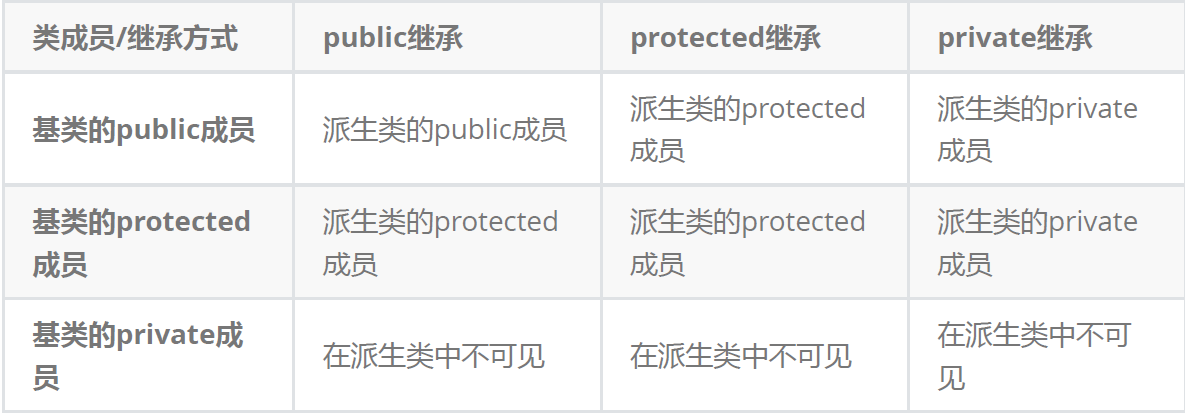 类成员/继承方式 public继承 protected继承 private继承
基类的public成员 派生类的public成员 派生类的protected 派生类的private
成员 成员
基类的protected 派生类的protected 派生类的protected 派生类的private
成员 成员 成员 成员
基类的private成 在派生类中不可见 在派生类中不可见 在派生类中不可
员 见